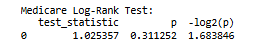 Medicare Log-Rank Test:
test_statistic p -log2(p)
0 1.025357 0.311252 1.683846